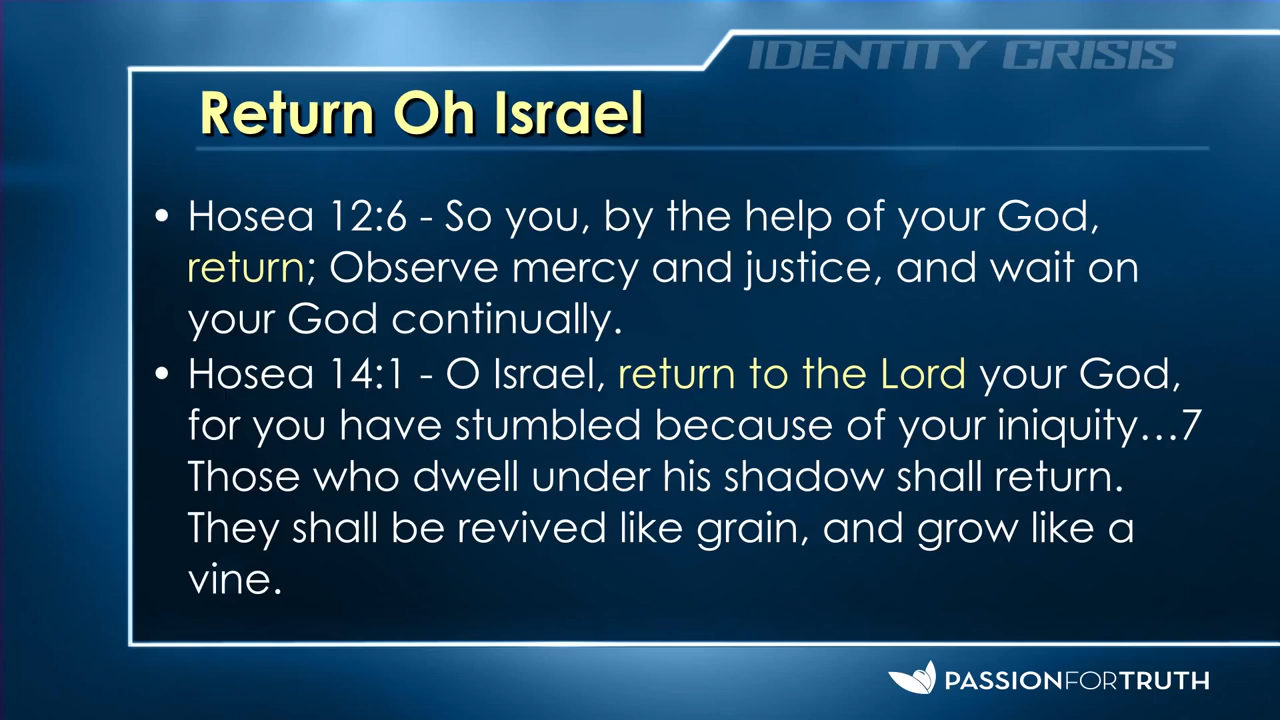 IDENTITY CRISIS
Return Oh Israel
• Hosea 12:6 - So you, by the help of your God,
return; Observe mercy and justice, and wait on
your God continually.
• Hosea 14:1 - O Israel, return to the Lord your God,
for you have stumbled because of your iniquity…7
Those who dwell under his shadow shall return.
They shall be revived like grain, and grow like a
vine.
PASSIONFORTRUTH